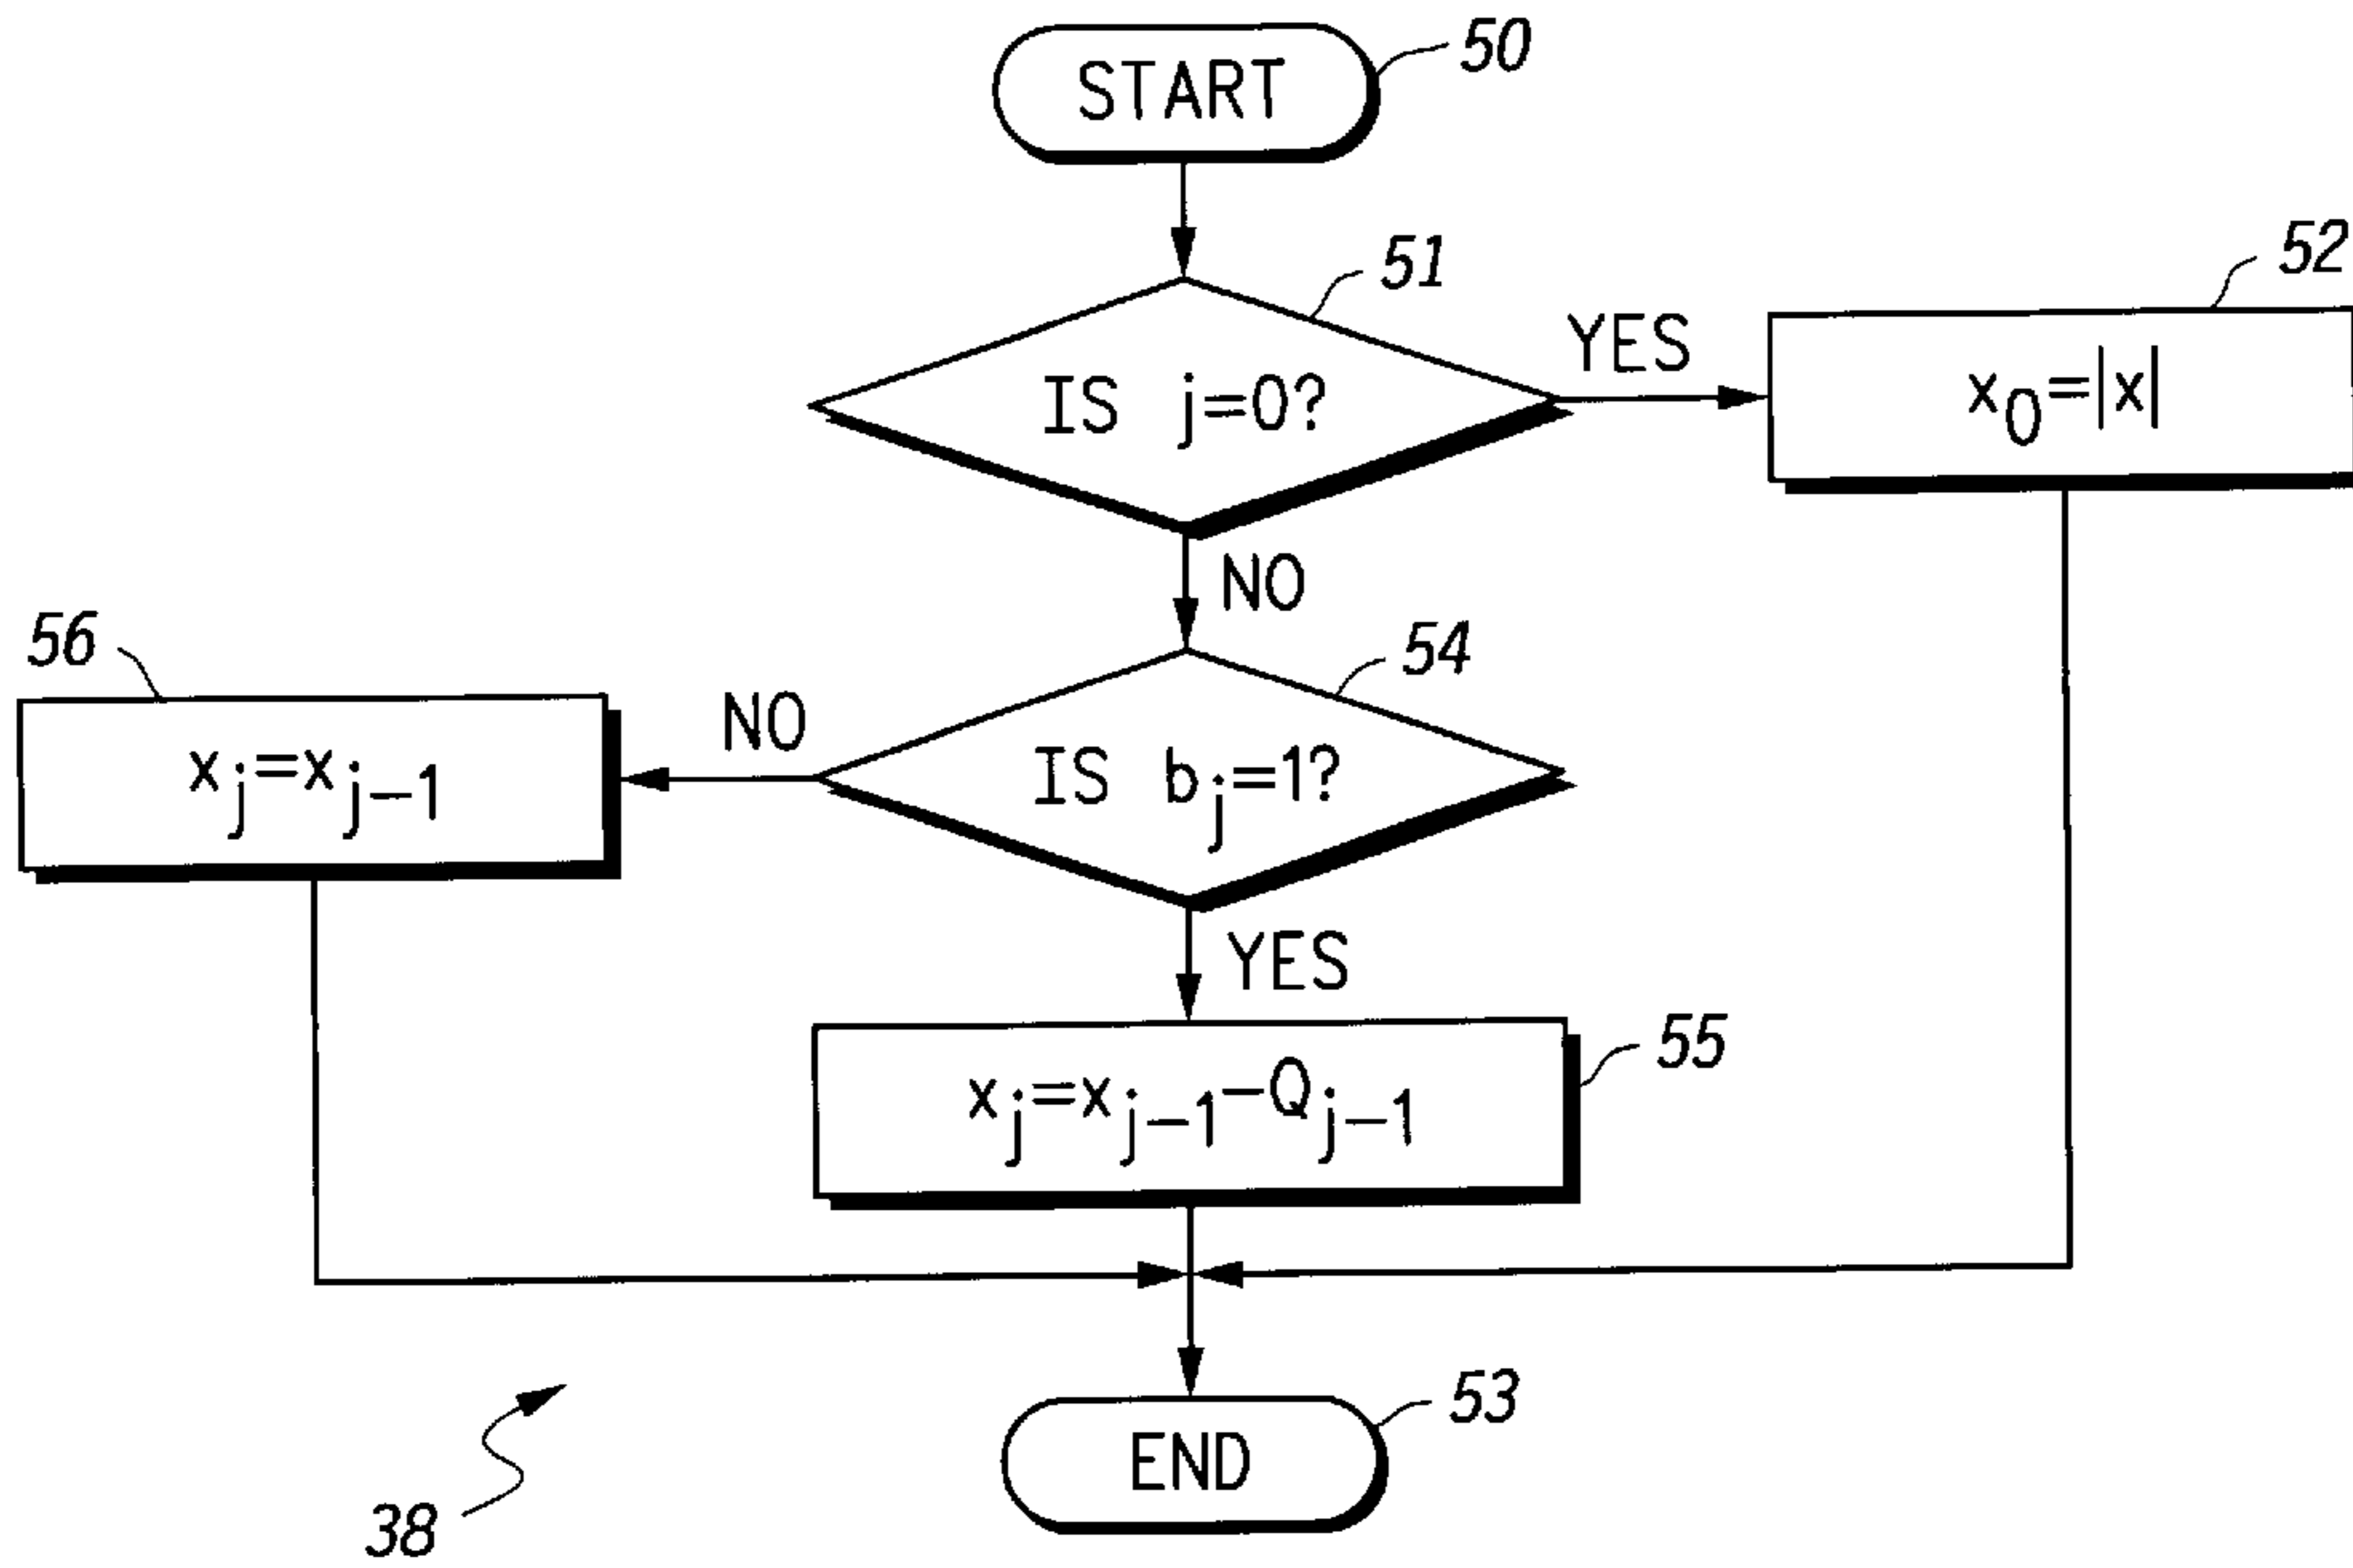 START
50
51
52
IS j=0?
YES
x₀=|x|
NO
56
54
xⱼ=xⱼ₋₁
NO
IS bⱼ=1?
YES
xⱼ=xⱼ₋₁-Qⱼ₋₁
55
END
53
38